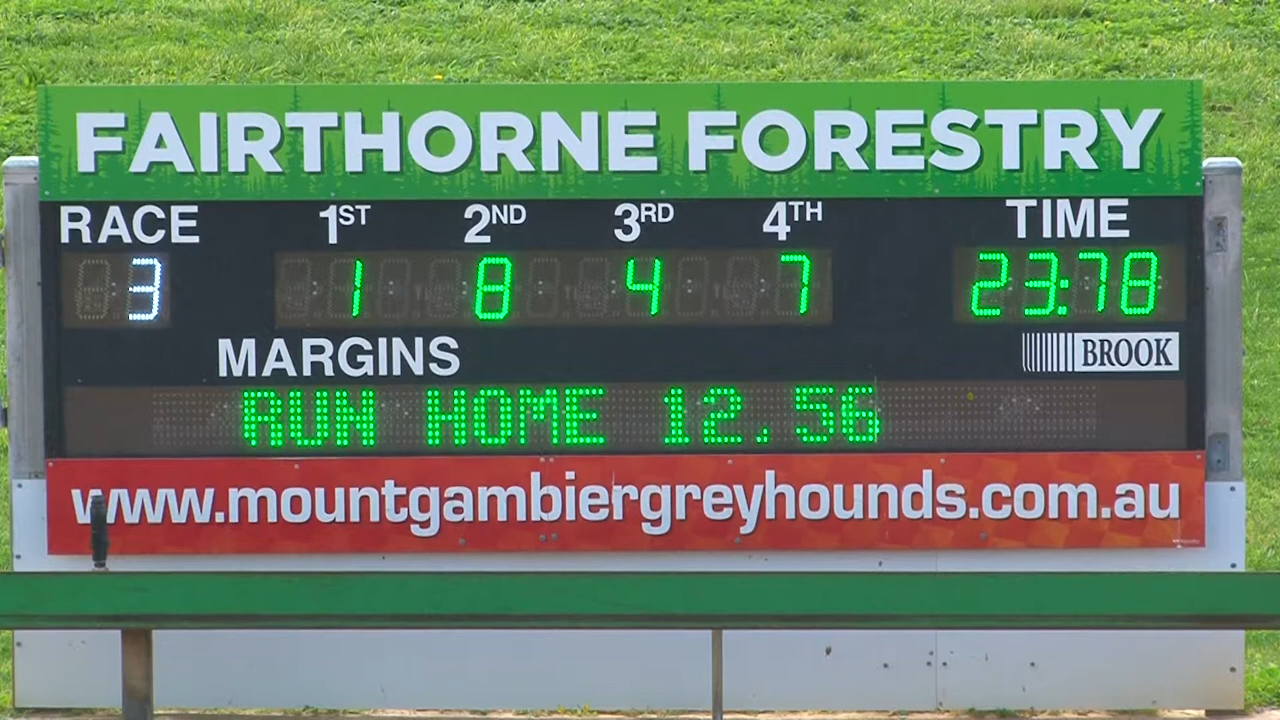 FAIRTHORNE FORESTRY
RACE 1ST 2ND 3RD 4TH TIME
3 1 8 4 7 23:78
MARGINS
BROOK
RUN HOME 12.56
www.mountgambiergreyhounds.com.au